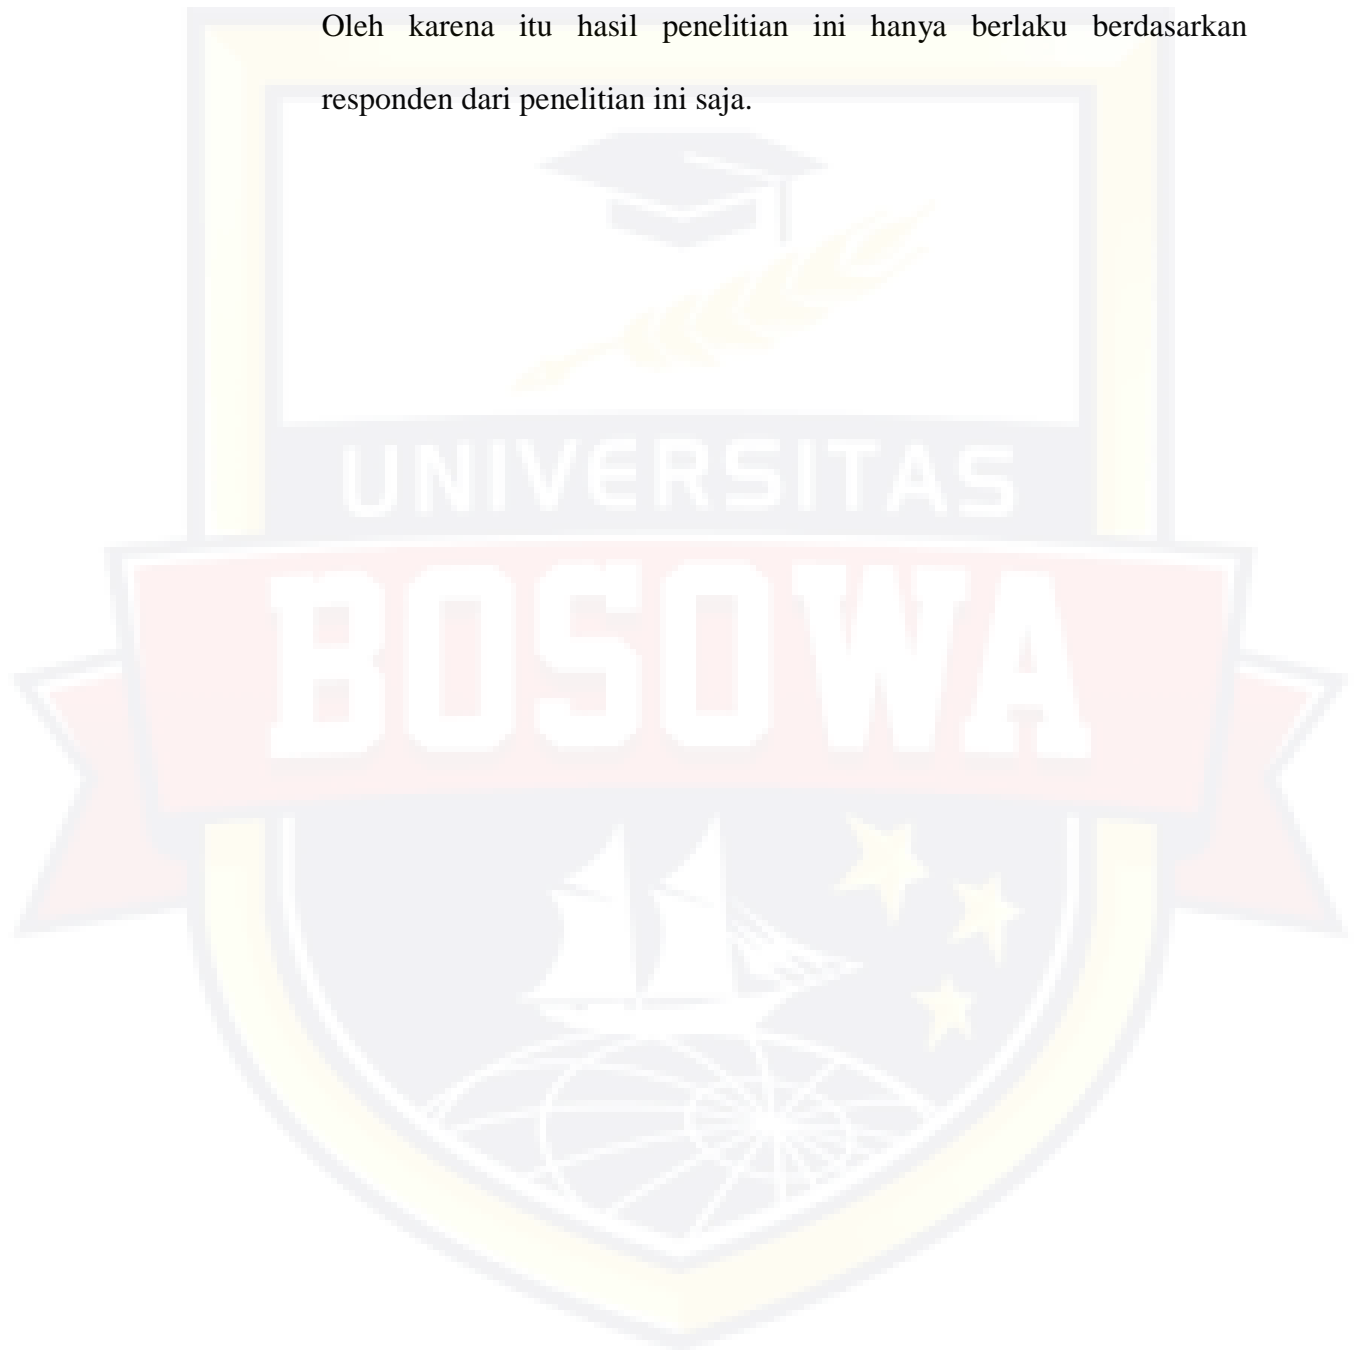 Oleh karena itu hasil penelitian ini hanya berlaku berdasarkan
responden dari penelitian ini saja.
UNIVERSITAS
BOSOWA